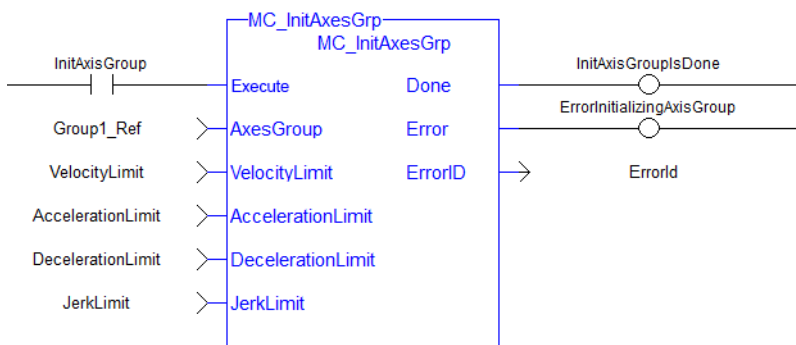 MC_InitAxesGrp
MC_InitAxesGrp
InitAxisGroup
Execute
Done
InitAxisGroupIsDone
Group1_Ref
AxesGroup
Error
ErrorInitializingAxisGroup
VelocityLimit
VelocityLimit
ErrorID
ErrorId
AccelerationLimit
AccelerationLimit
DecelerationLimit
DecelerationLimit
JerkLimit
JerkLimit